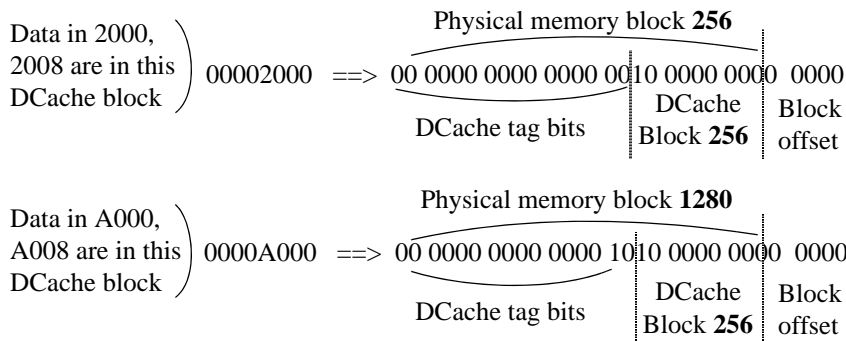 Physical memory block 256
Data in 2000,
2008 are in this
DCache block
00002000 ==> 00 0000 0000 0000 0010 0000 0000 0000
DCache tag bits
DCache
Block 256
Block
offset
Physical memory block 1280
Data in A000,
A008 are in this
DCache block
0000A000 ==> 00 0000 0000 0000 1010 0000 0000 0000
DCache tag bits
DCache
Block 256
Block
offset